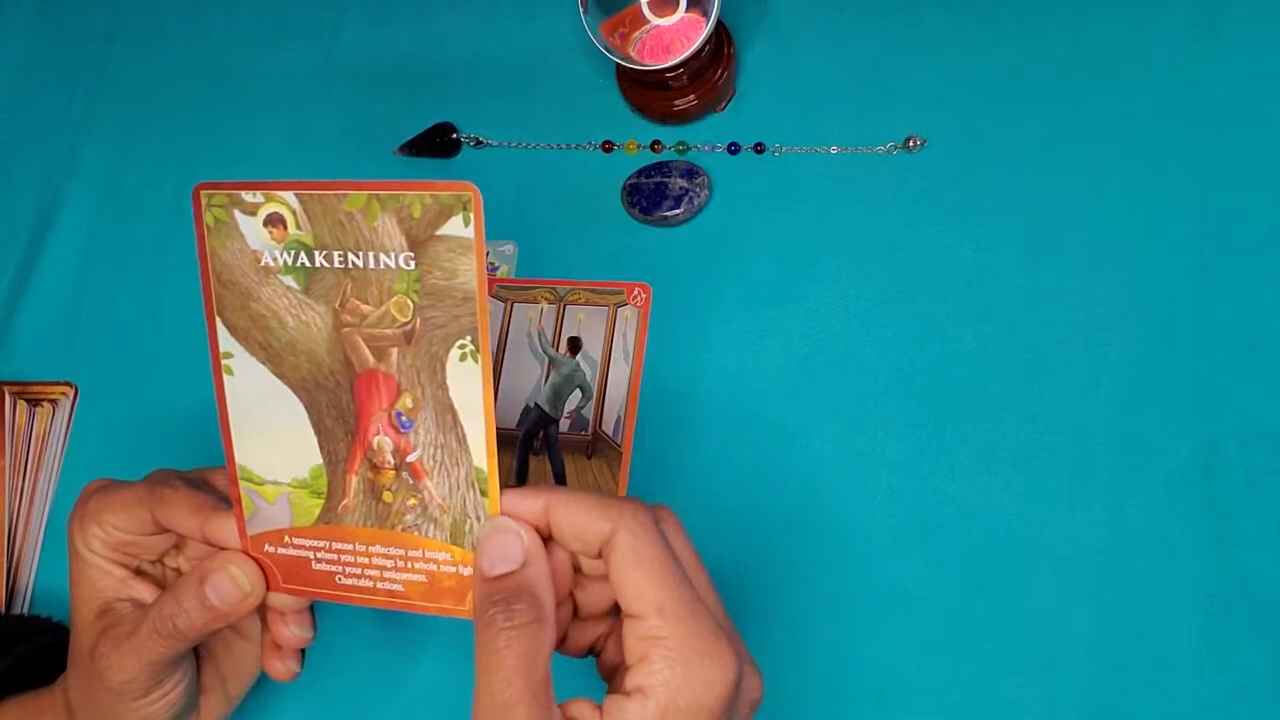 AWAKENING
A temporary pause for reflection and insight.
An awakening where you see things in a whole new ligh
Embrace your own uniqueness.
Charitable actions.